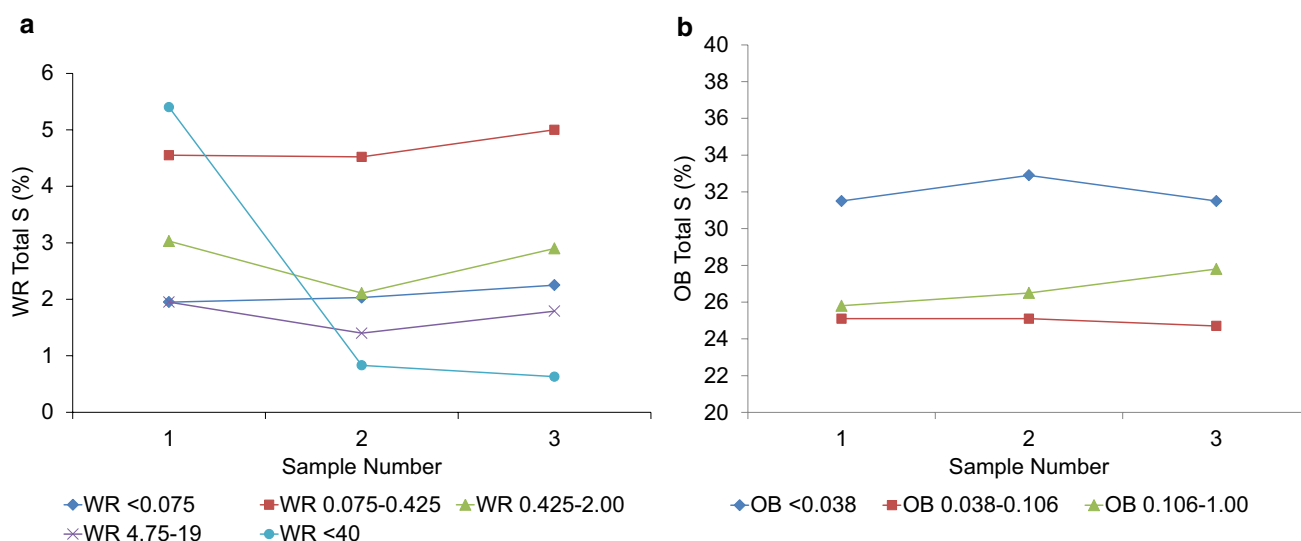 a
6
5
4
3
2
1
0
WR Total S (%)
1 2 3
Sample Number
WR <0.075 WR 0.075-0.425 WR 0.425-2.00
WR 4.75-19 WR <40
b
40
38
36
34
32
30
28
26
24
22
20
OB Total S (%)
1 2 3
Sample Number
OB <0.038 OB 0.038-0.106 OB 0.106-1.00